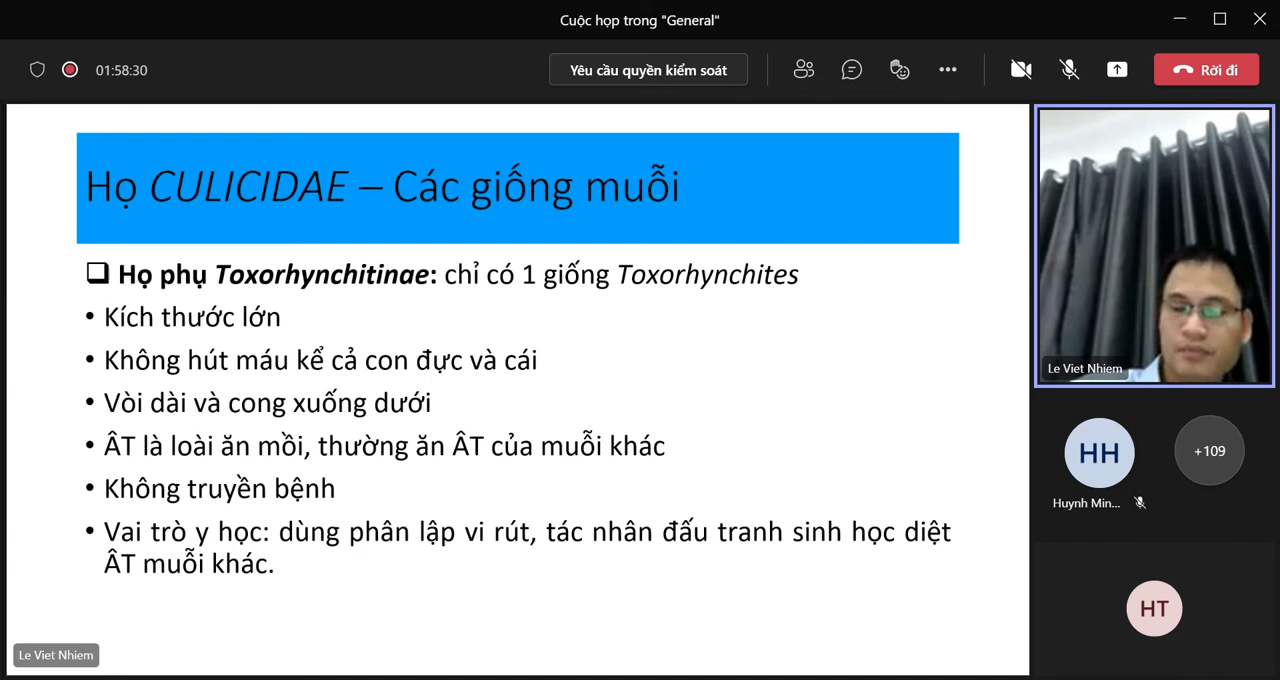 Cuộc họp trong "General"
01:58:30
Yêu cầu quyền kiểm soát
Rời đi
Họ CULICIDAE – Các giống muỗi
❑ Họ phụ Toxorhynchitinae: chỉ có 1 giống Toxorhynchites
• Kích thước lớn
• Không hút máu kể cả con đực và cái
• Vòi dài và cong xuống dưới
• ÂT là loài ăn mồi, thường ăn ÂT của muỗi khác
• Không truyền bệnh
• Vai trò y học: dùng phân lập vi rút, tác nhân đấu tranh sinh học diệt
ÂT muỗi khác.
Le Viet Nhiem
Le Viet Nhiem
HH
+109
Huynh Min...
HT